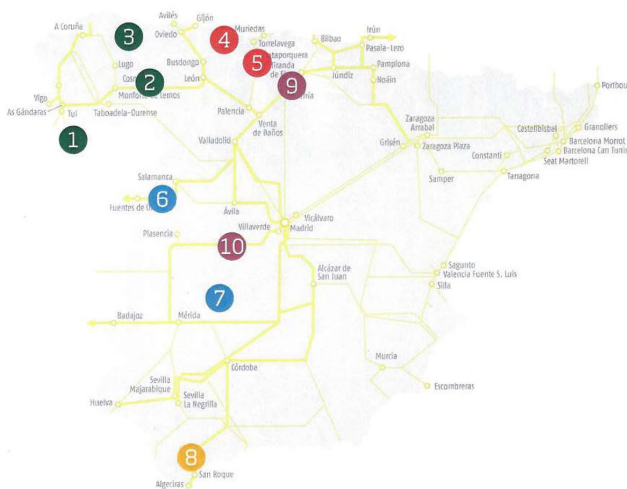 Avilés
Gijón
Muriedas
A Coruña
3
Oviedo
4
Torrelavega
Bilbao
Irún
Pasaia-Lezo
5
Busdongo
Lugo
Pamplona
León
2
Júndiz
Noáin
9
Portbou
Vigo
As Gándaras
Tui
Taboadela-Ourense
Palencia
Venta
de Baños
Zaragoza
Arrabal
Castellbisbal
Granollers
1
Valladolid
Grisén
Zaragoza Plaza
Barcelona Morrot
Constantí
Seat Martorell
Salamanca
Samper
Tarragona
6
Ávila
Vicálvaro
Villaverde
Madrid
Plasencia
10
Alcázar de
San Juan
Sagunto
Valencia Fuente S. Luis
Silla
7
Badajoz
Mérida
Murcia
Córdoba
Escombreras
Sevilla
Majarabique
Sevilla
La Negrilla
Huelva
8
San Roque
Algeciras